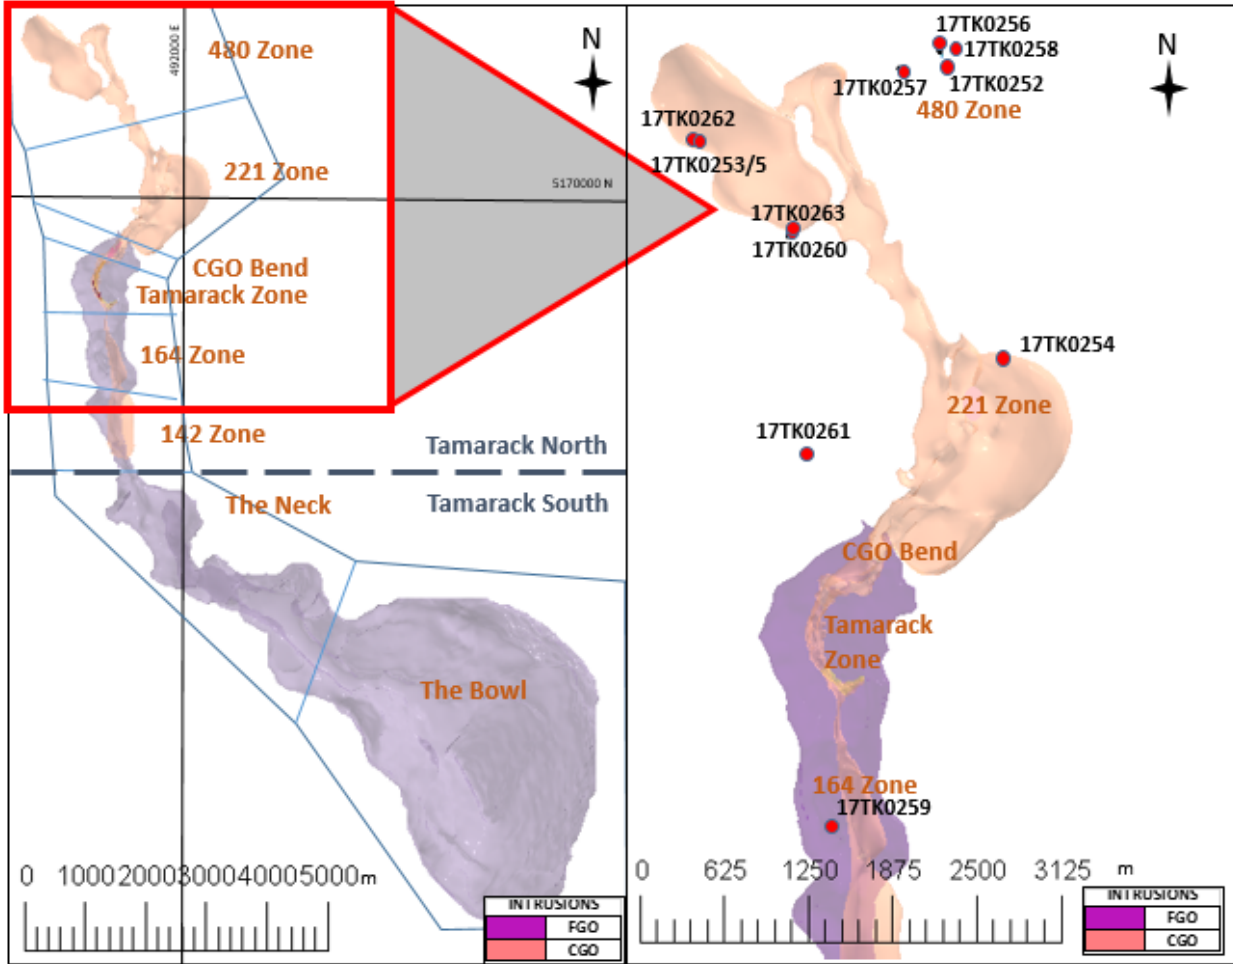 480 Zone
492000 E
N
221 Zone
5170000 N
CGO Bend
Tamarack Zone
164 Zone
142 Zone
Tamarack North
The Neck
Tamarack South
The Bowl
0 1000 2000 3000 4000 5000 m
INTRUSIONS
FGO
CGO
17TK0256
17TK0258
17TK0257
17TK0252
480 Zone
N
17TK0262
17TK0253/5
17TK0263
17TK0260
17TK0254
221 Zone
17TK0261
CGO Bend
Tamarack
Zone
164 Zone
17TK0259
0 625 1250 1875 2500 3125 m
INTRUSIONS
FGO
CGO